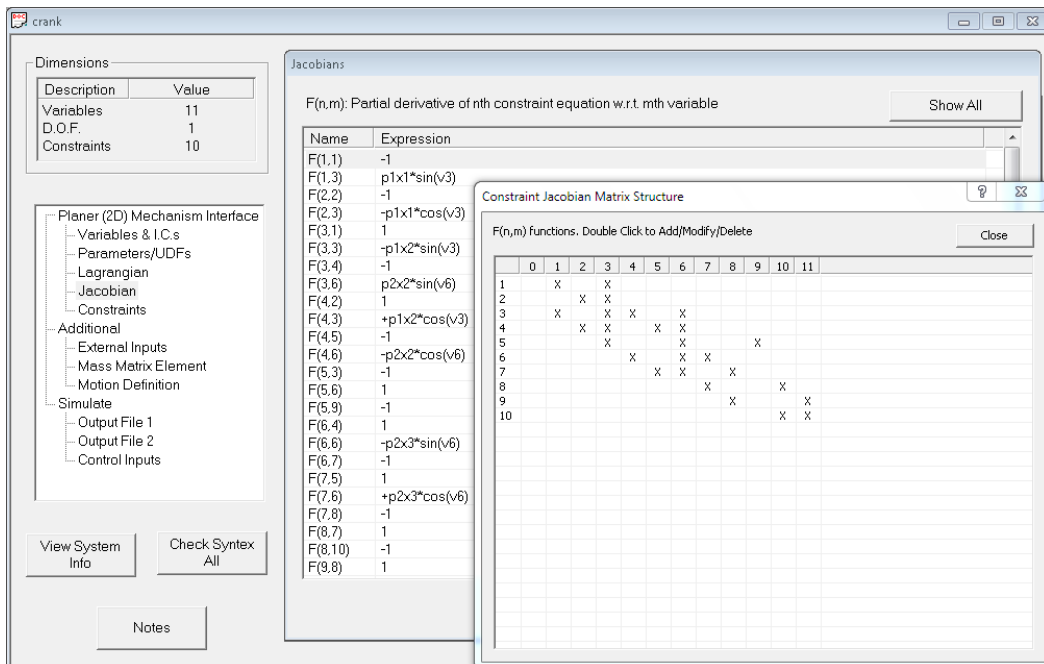 crank
Dimensions
Description Value
Variables 11
D.O.F. 1
Constraints 10
Planer (2D) Mechanism Interface
Variables & I.C.s
Parameters/UDFs
Lagrangian
Jacobian
Constraints
Additional
External Inputs
Mass Matrix Element
Motion Definition
Simulate
Output File 1
Output File 2
Control Inputs
View System
Info
Check Syntex
All
Notes
Jacobians
F(n,m): Partial derivative of nth constraint equation w.r.t. mth variable
Show All
Name Expression
F(1,1) -1
F(1,3) p1x1*sin(v3)
F(2,2) -1
F(2,3) -p1x1*cos(v3)
F(3,1) 1
F(3,3) -p1x2*sin(v3)
F(3,4) -1
F(3,6) p2x2*sin(v6)
F(4,2) 1
F(4,3) +p1x2*cos(v3)
F(4,5) -1
F(4,6) -p2x2*cos(v6)
F(5,3) -1
F(5,6) 1
F(5,9) -1
F(6,4) 1
F(6,6) -p2x3*sin(v6)
F(6,7) -1
F(7,5) 1
F(7,6) +p2x3*cos(v6)
F(7,8) -1
F(8,7) 1
F(8,10) -1
F(9,8) 1
Constraint Jacobian Matrix Structure
F(n,m) functions. Double Click to Add/Modify/Delete
Close
0 1 2 3 4 5 6 7 8 9 10 11
1 X X
2 X X
3 X X X X
4 X X X X
5 X X X
6 X X X
7 X X X
8 X X
9 X X
10 X X